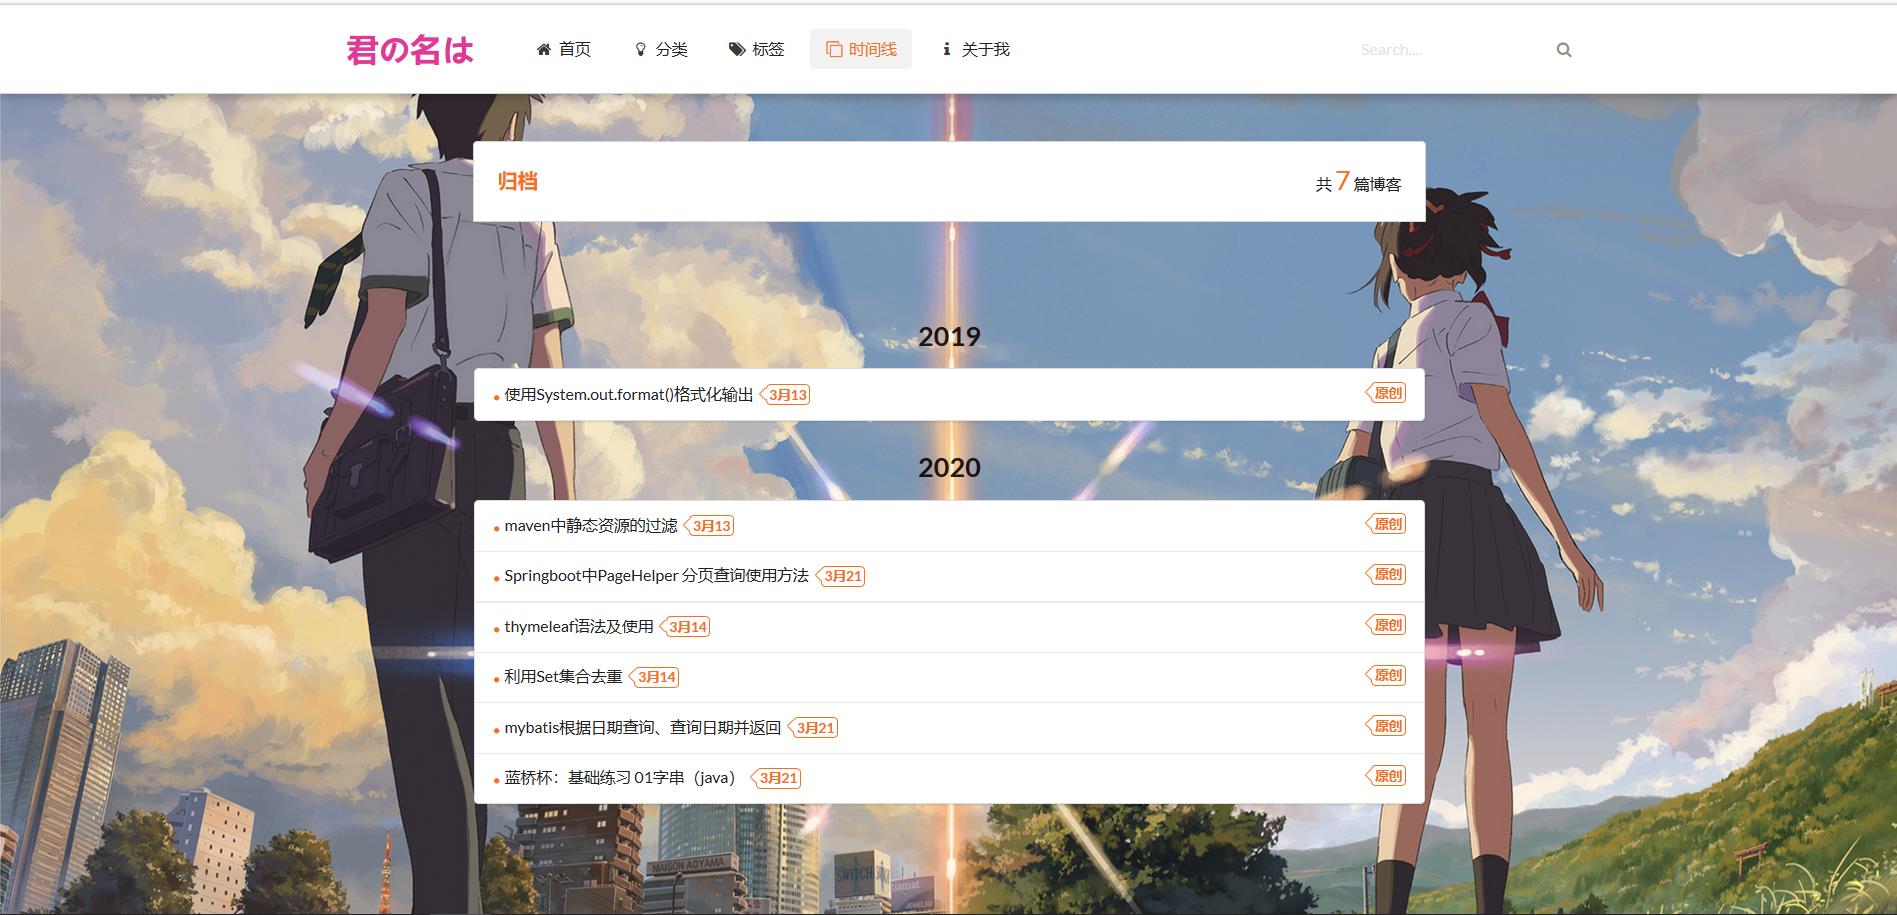 君の名は
首页 分类 标签 时间线 关于我 Search....
归档 共 7 篇博客
2019
使用System.out.format()格式化输出 3月13 原创
2020
maven中静态资源的过滤 3月13 原创
Springboot中PageHelper 分页查询使用方法 3月21 原创
thymeleaf语法及使用 3月14 原创
利用Set集合去重 3月14 原创
mybatis根据日期查询、查询日期并返回 3月21 原创
蓝桥杯：基础练习 01字串（java） 3月21 原创
MAISON AOYAMA
SWITCH